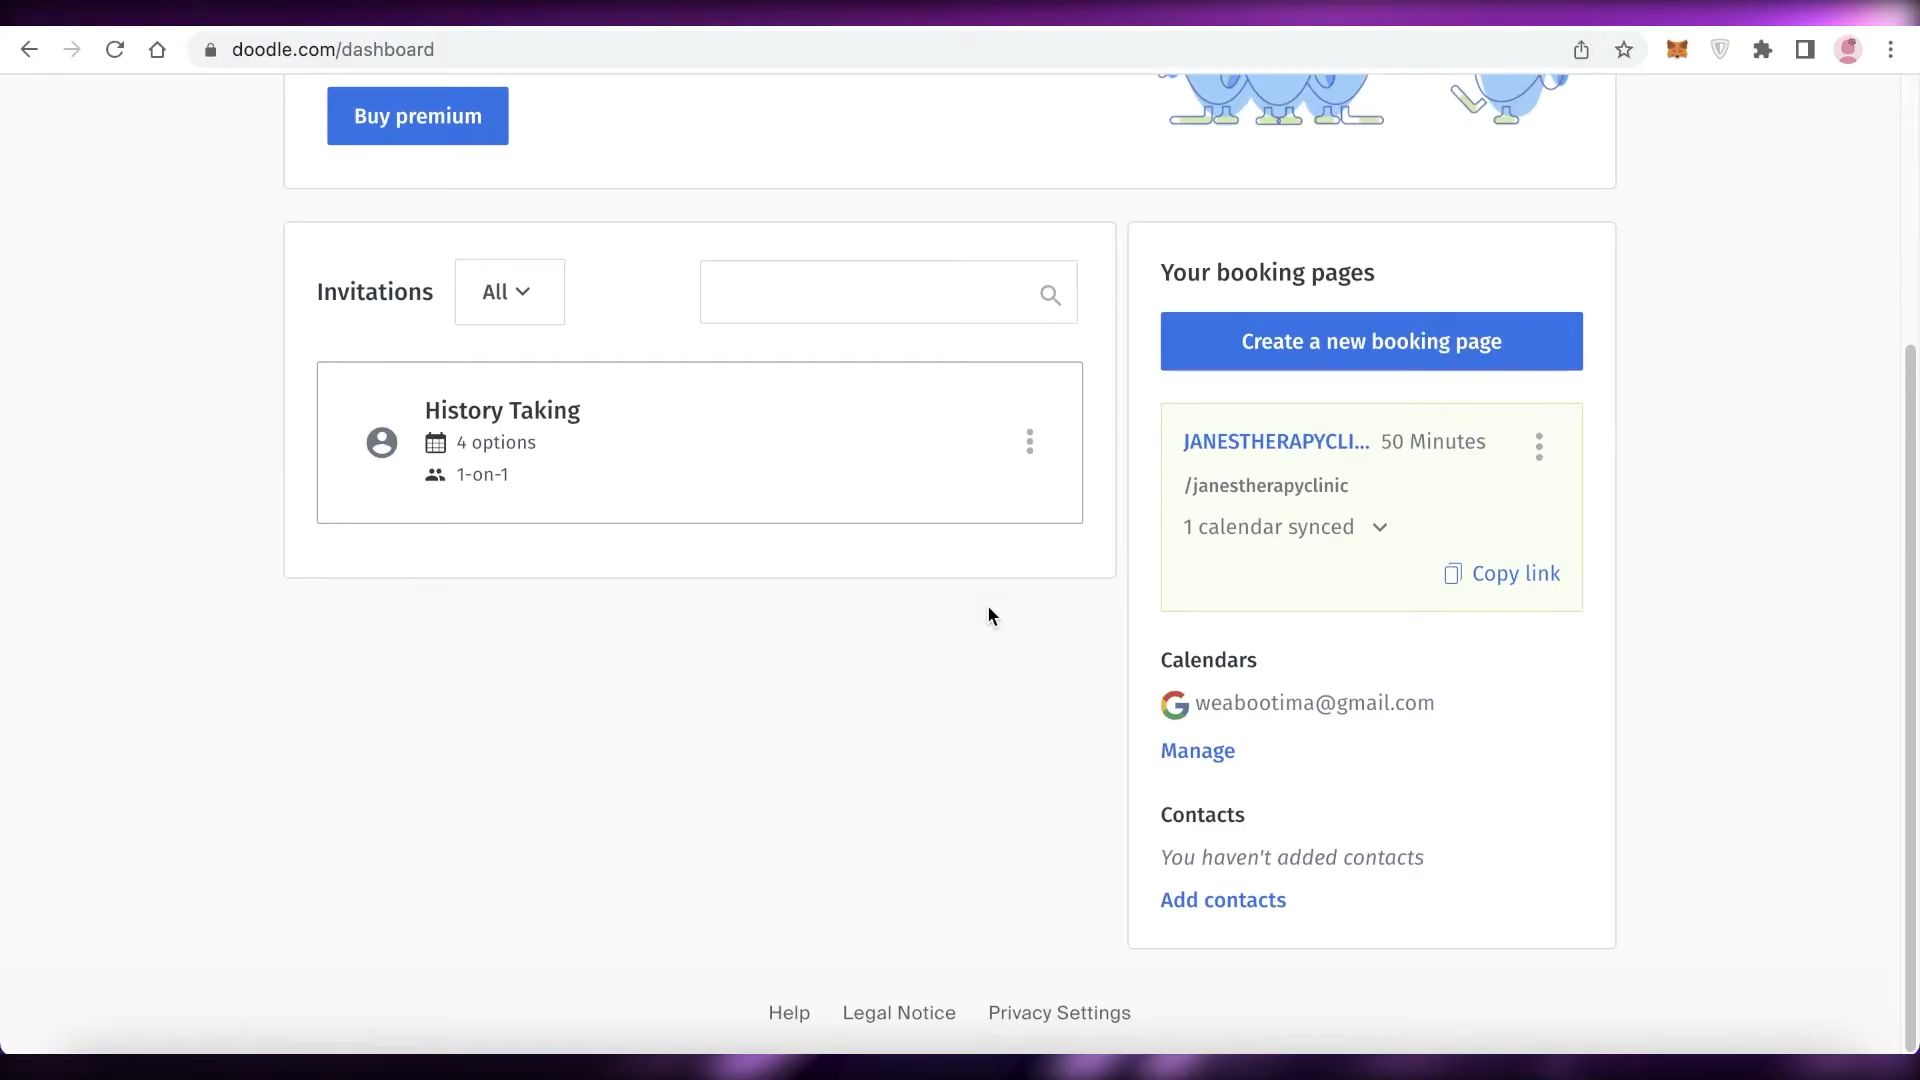 doodle.com/dashboard
Buy premium
Invitations
All
History Taking
4 options
1-on-1
Your booking pages
Create a new booking page
JANESTHERAPYCLI... 50 Minutes
/janestherapyclinic
1 calendar synced
Copy link
Calendars
weabootima@gmail.com
Manage
Contacts
You haven't added contacts
Add contacts
Help Legal Notice Privacy Settings